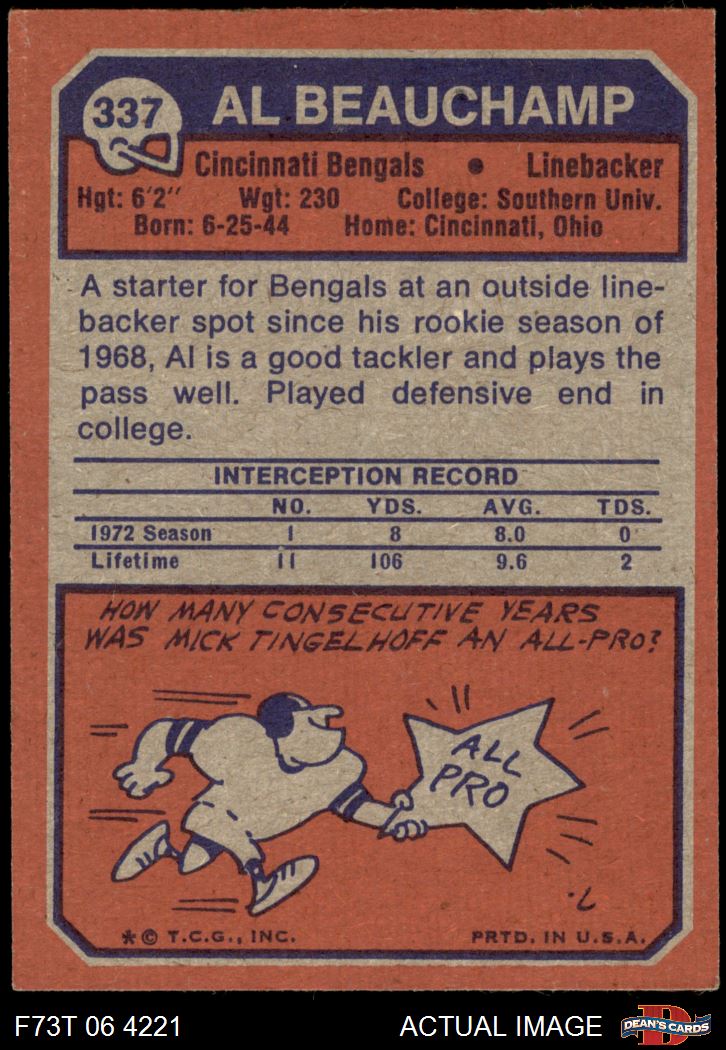 337 AL BEAUCHAMP
Cincinnati Bengals • Linebacker
Hgt: 6'2" Wgt: 230 College: Southern Univ.
Born: 6-25-44 Home: Cincinnati, Ohio
A starter for Bengals at an outside line-
backer spot since his rookie season of
1968, Al is a good tackler and plays the
pass well. Played defensive end in
college.
INTERCEPTION RECORD
NO. YDS. AVG. TDS.
1972 Season 1 8 8.0 0
Lifetime 11 106 9.6 2
HOW MANY CONSECUTIVE YEARS
WAS MICK TINGELHOFF AN ALL-PRO?
ALL
PRO
·L
* © T.C.G., INC. PRTD. IN U.S.A.
F73T 06 4221 ACTUAL IMAGE D DEAN'S CARDS